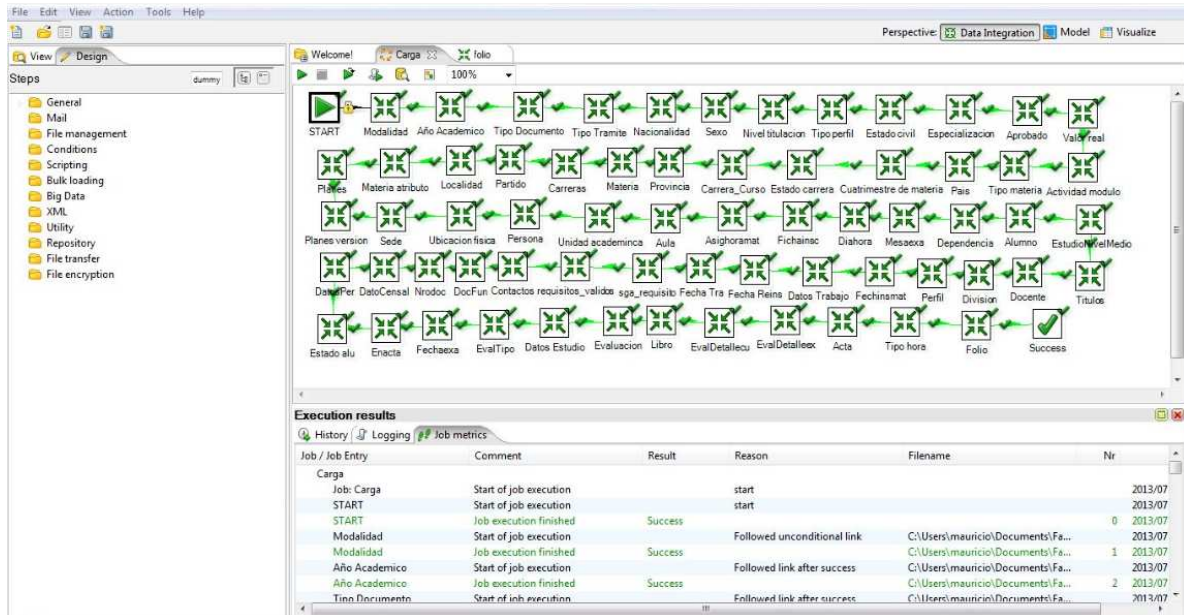 File Edit View Action Tools Help
Perspective: Data Integration Model Visualize
View Design
Steps
dummy
General
Mail
File management
Conditions
Scripting
Bulk loading
Big Data
XML
Utility
Repository
File transfer
File encryption
Welcome! Carga folio
100%
START Modalidad Año Academico Tipo Documento Tipo Tramite Nacionalidad Sexo Nivel titulacion Tipo perfil Estado civil Especializacion Aprobado Valor real
Planes Materia atributo Localidad Partido Carreras Materia Provincia Carrera_Curso Estado carrera Cuatrimestre de materia Pais Tipo materia Actividad modulo
Planes version Sede Ubicacion fisica Persona Unidad academinca Aula Asighoramat Fichainsc Diahora Mesaexa Dependencia Alumno EstudioNivelMedio
DatosPer DatoCensal Nrodoc DocFun Contactos requisitos_validos sga_requisito Fecha Tra Fecha Reins Datos Trabajo Fechinsmat Perfil Division Docente Titulos
Estado alu Enacta Fechaexa EvalTipo Datos Estudio Evaluacion Libro EvalDetallecu EvalDetalleex Acta Tipo hora Folio Success
Execution results
History Logging Job metrics
Job / Job Entry Comment Result Reason Filename Nr
Carga
Job: Carga Start of job execution start 2013/07
START Start of job execution start 2013/07
START Job execution finished Success 0 2013/07
Modalidad Start of job execution Followed unconditional link C:\Users\mauricio\Documents\Fa... 2013/07
Modalidad Job execution finished Success C:\Users\mauricio\Documents\Fa... 1 2013/07
Año Academico Start of job execution Followed link after success C:\Users\mauricio\Documents\Fa... 2013/07
Año Academico Job execution finished Success C:\Users\mauricio\Documents\Fa... 2 2013/07
Tipo Documento Start of job execution Followed link after success C:\Users\mauricio\Documents\Fa... 2013/07